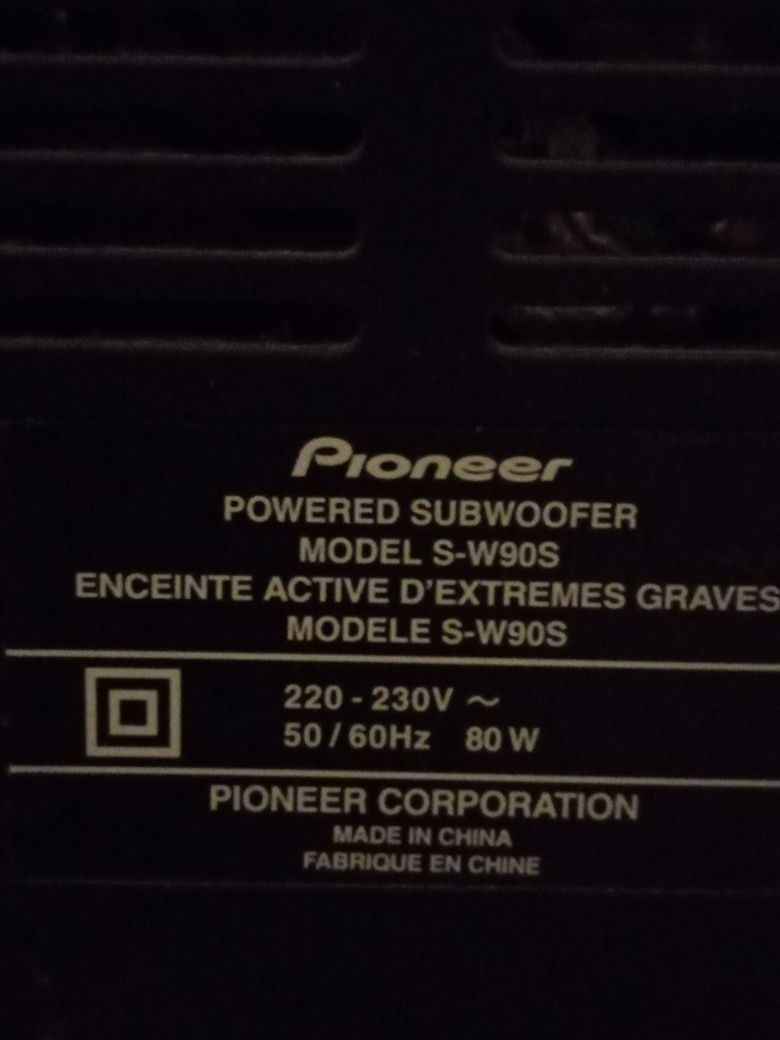 Pioneer
POWERED SUBWOOFER
MODEL S-W90S
ENCEINTE ACTIVE D'EXTREMES GRAVES
MODELE S-W90S
220 - 230V ~
50 / 60Hz 80 W
PIONEER CORPORATION
MADE IN CHINA
FABRIQUE EN CHINE